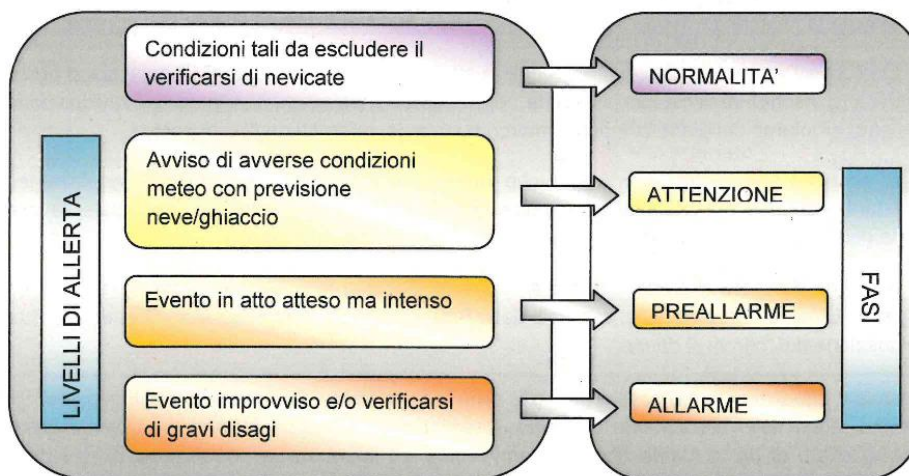 LIVELLI DI ALLERTA
Condizioni tali da escludere il
verificarsi di nevicate
NORMALITA'
Avviso di avverse condizioni
meteo con previsione
neve/ghiaccio
ATTENZIONE
Evento in atto atteso ma intenso
PREALLARME
Evento improvviso e/o verificarsi
di gravi disagi
ALLARME
FASI